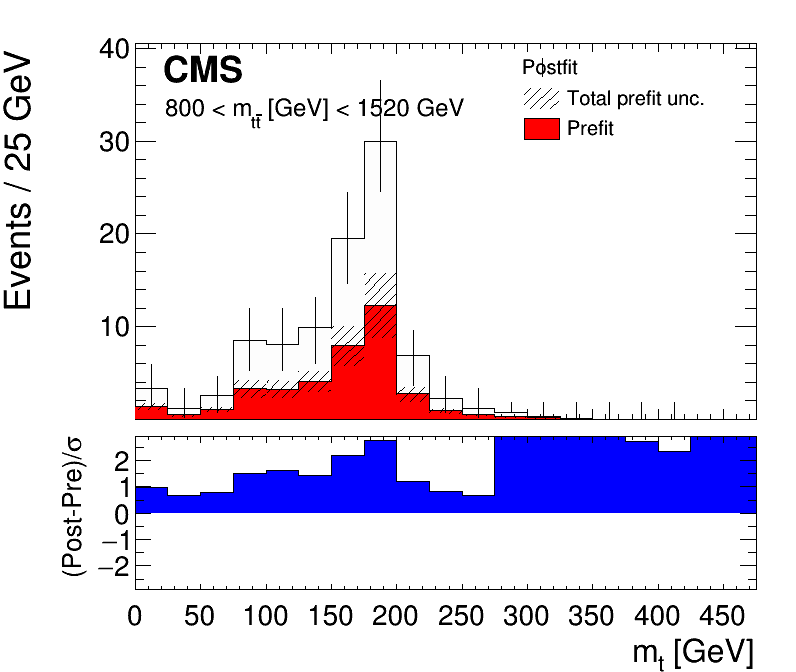 Events / 25 GeV
40
30
20
10
CMS
800 < m_tt̄ [GeV] < 1520 GeV
Postfit
Total prefit unc.
Prefit
(Post-Pre)/σ
2
1
0
−1
−2
0 50 100 150 200 250 300 350 400 450
m_t [GeV]